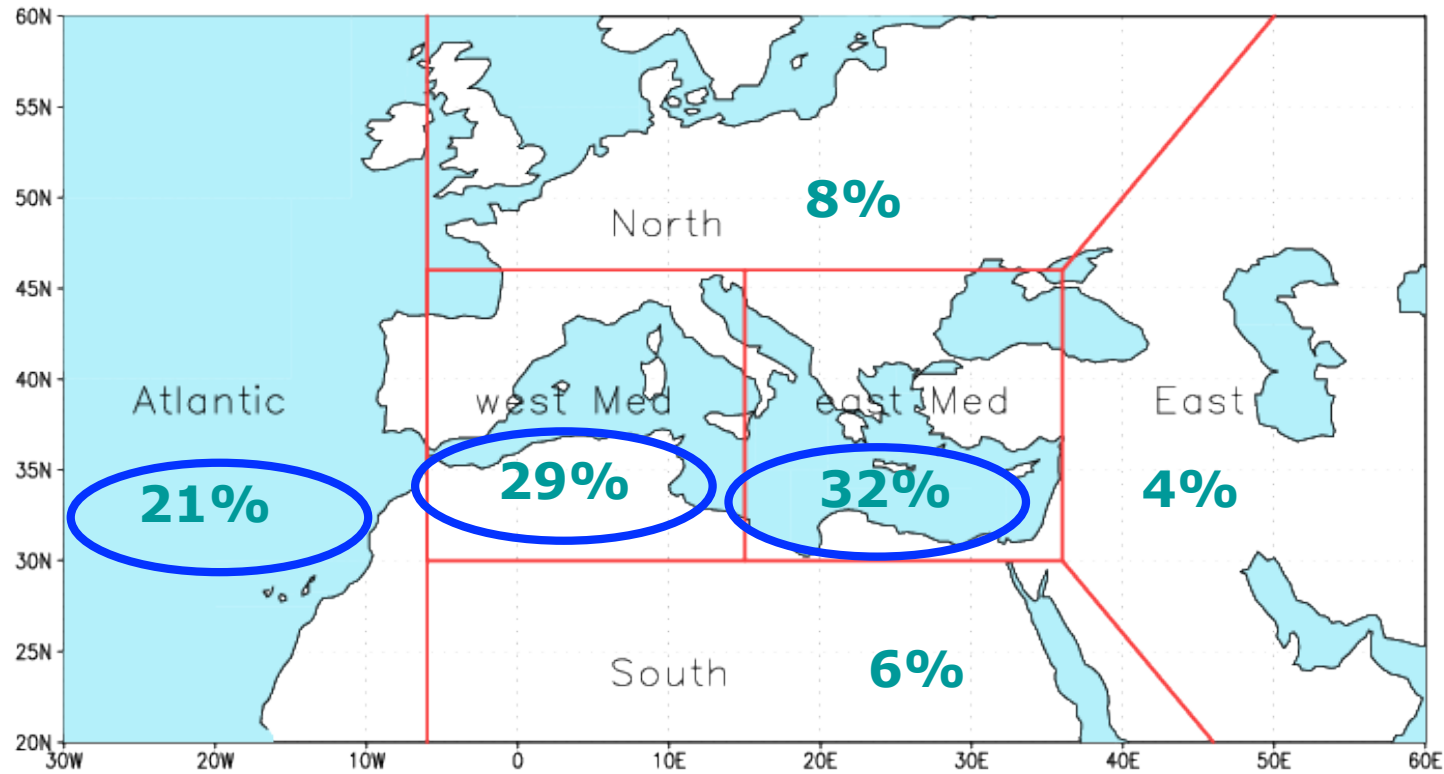 60N
55N
50N
45N
40N
35N
30N
25N
20N
8%
North
Atlantic
west Med
east Med
East
21%
29%
32%
4%
South
6%
30W
20W
10W
0
10E
20E
30E
40E
50E
60E